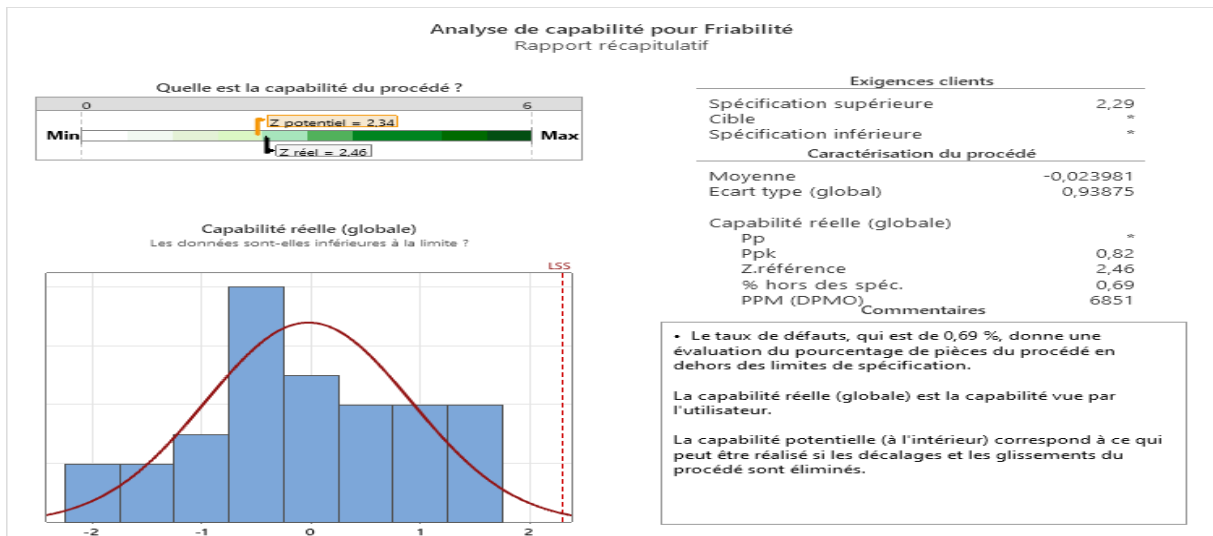 Analyse de capabilité pour Friabilité
Rapport récapitulatif
Quelle est la capabilité du procédé ?
0 6
Z potentiel = 2,34
Min Max
Z réel = 2,46
Capabilité réelle (globale)
Les données sont-elles inférieures à la limite ?
LSS
-2 -1 0 1 2
Exigences clients
Spécification supérieure 2,29
Cible *
Spécification inférieure *
Caractérisation du procédé
Moyenne -0,023981
Ecart type (global) 0,93875
Capabilité réelle (globale)
Pp *
Ppk 0,82
Z.référence 2,46
% hors des spéc. 0,69
PPM (DPMO) 6851
Commentaires
• Le taux de défauts, qui est de 0,69 %, donne une
évaluation du pourcentage de pièces du procédé en
dehors des limites de spécification.
La capabilité réelle (globale) est la capabilité vue par
l'utilisateur.
La capabilité potentielle (à l'intérieur) correspond à ce qui
peut être réalisé si les décalages et les glissements du
procédé sont éliminés.